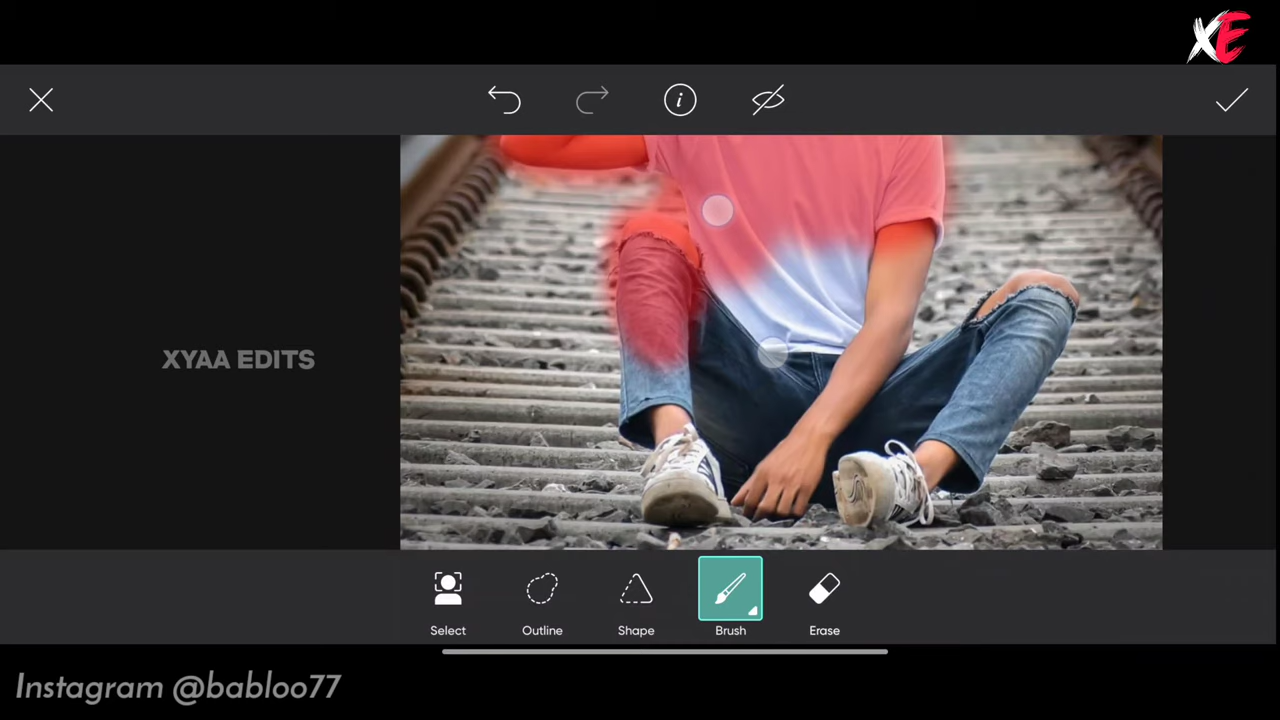 XE
XYAA EDITS
Select
Outline
Shape
Brush
Erase
Instagram @babloo77